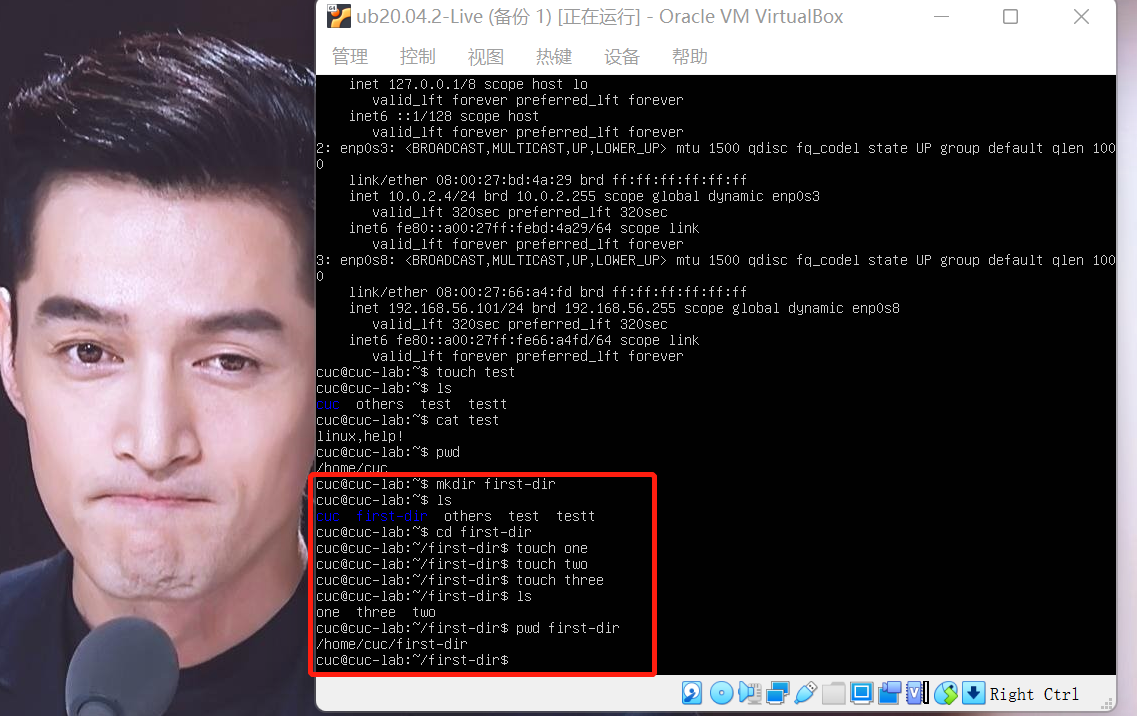 ub20.04.2-Live (备份 1) [正在运行] - Oracle VM VirtualBox
管理 控制 视图 热键 设备 帮助
inet 127.0.0.1/8 scope host lo
valid_lft forever preferred_lft forever
inet6 ::1/128 scope host
valid_lft forever preferred_lft forever
2: enp0s3: <BROADCAST,MULTICAST,UP,LOWER_UP> mtu 1500 qdisc fq_codel state UP group default qlen 100
0
link/ether 08:00:27:bd:4a:29 brd ff:ff:ff:ff:ff:ff
inet 10.0.2.4/24 brd 10.0.2.255 scope global dynamic enp0s3
valid_lft 320sec preferred_lft 320sec
inet6 fe80::a00:27ff:febd:4a29/64 scope link
valid_lft forever preferred_lft forever
3: enp0s8: <BROADCAST,MULTICAST,UP,LOWER_UP> mtu 1500 qdisc fq_codel state UP group default qlen 100
0
link/ether 08:00:27:66:a4:fd brd ff:ff:ff:ff:ff:ff
inet 192.168.56.101/24 brd 192.168.56.255 scope global dynamic enp0s8
valid_lft 320sec preferred_lft 320sec
inet6 fe80::a00:27ff:fe66:a4fd/64 scope link
valid_lft forever preferred_lft forever
cuc@cuc-lab:~$ touch test
cuc@cuc-lab:~$ ls
cuc others test testt
cuc@cuc-lab:~$ cat test
linux,help!
cuc@cuc-lab:~$ pwd
/home/cuc
cuc@cuc-lab:~$ mkdir first-dir
cuc@cuc-lab:~$ ls
cuc first-dir others test testt
cuc@cuc-lab:~$ cd first-dir
cuc@cuc-lab:~/first-dir$ touch one
cuc@cuc-lab:~/first-dir$ touch two
cuc@cuc-lab:~/first-dir$ touch three
cuc@cuc-lab:~/first-dir$ ls
one three two
cuc@cuc-lab:~/first-dir$ pwd first-dir
/home/cuc/first-dir
cuc@cuc-lab:~/first-dir$
Right Ctrl